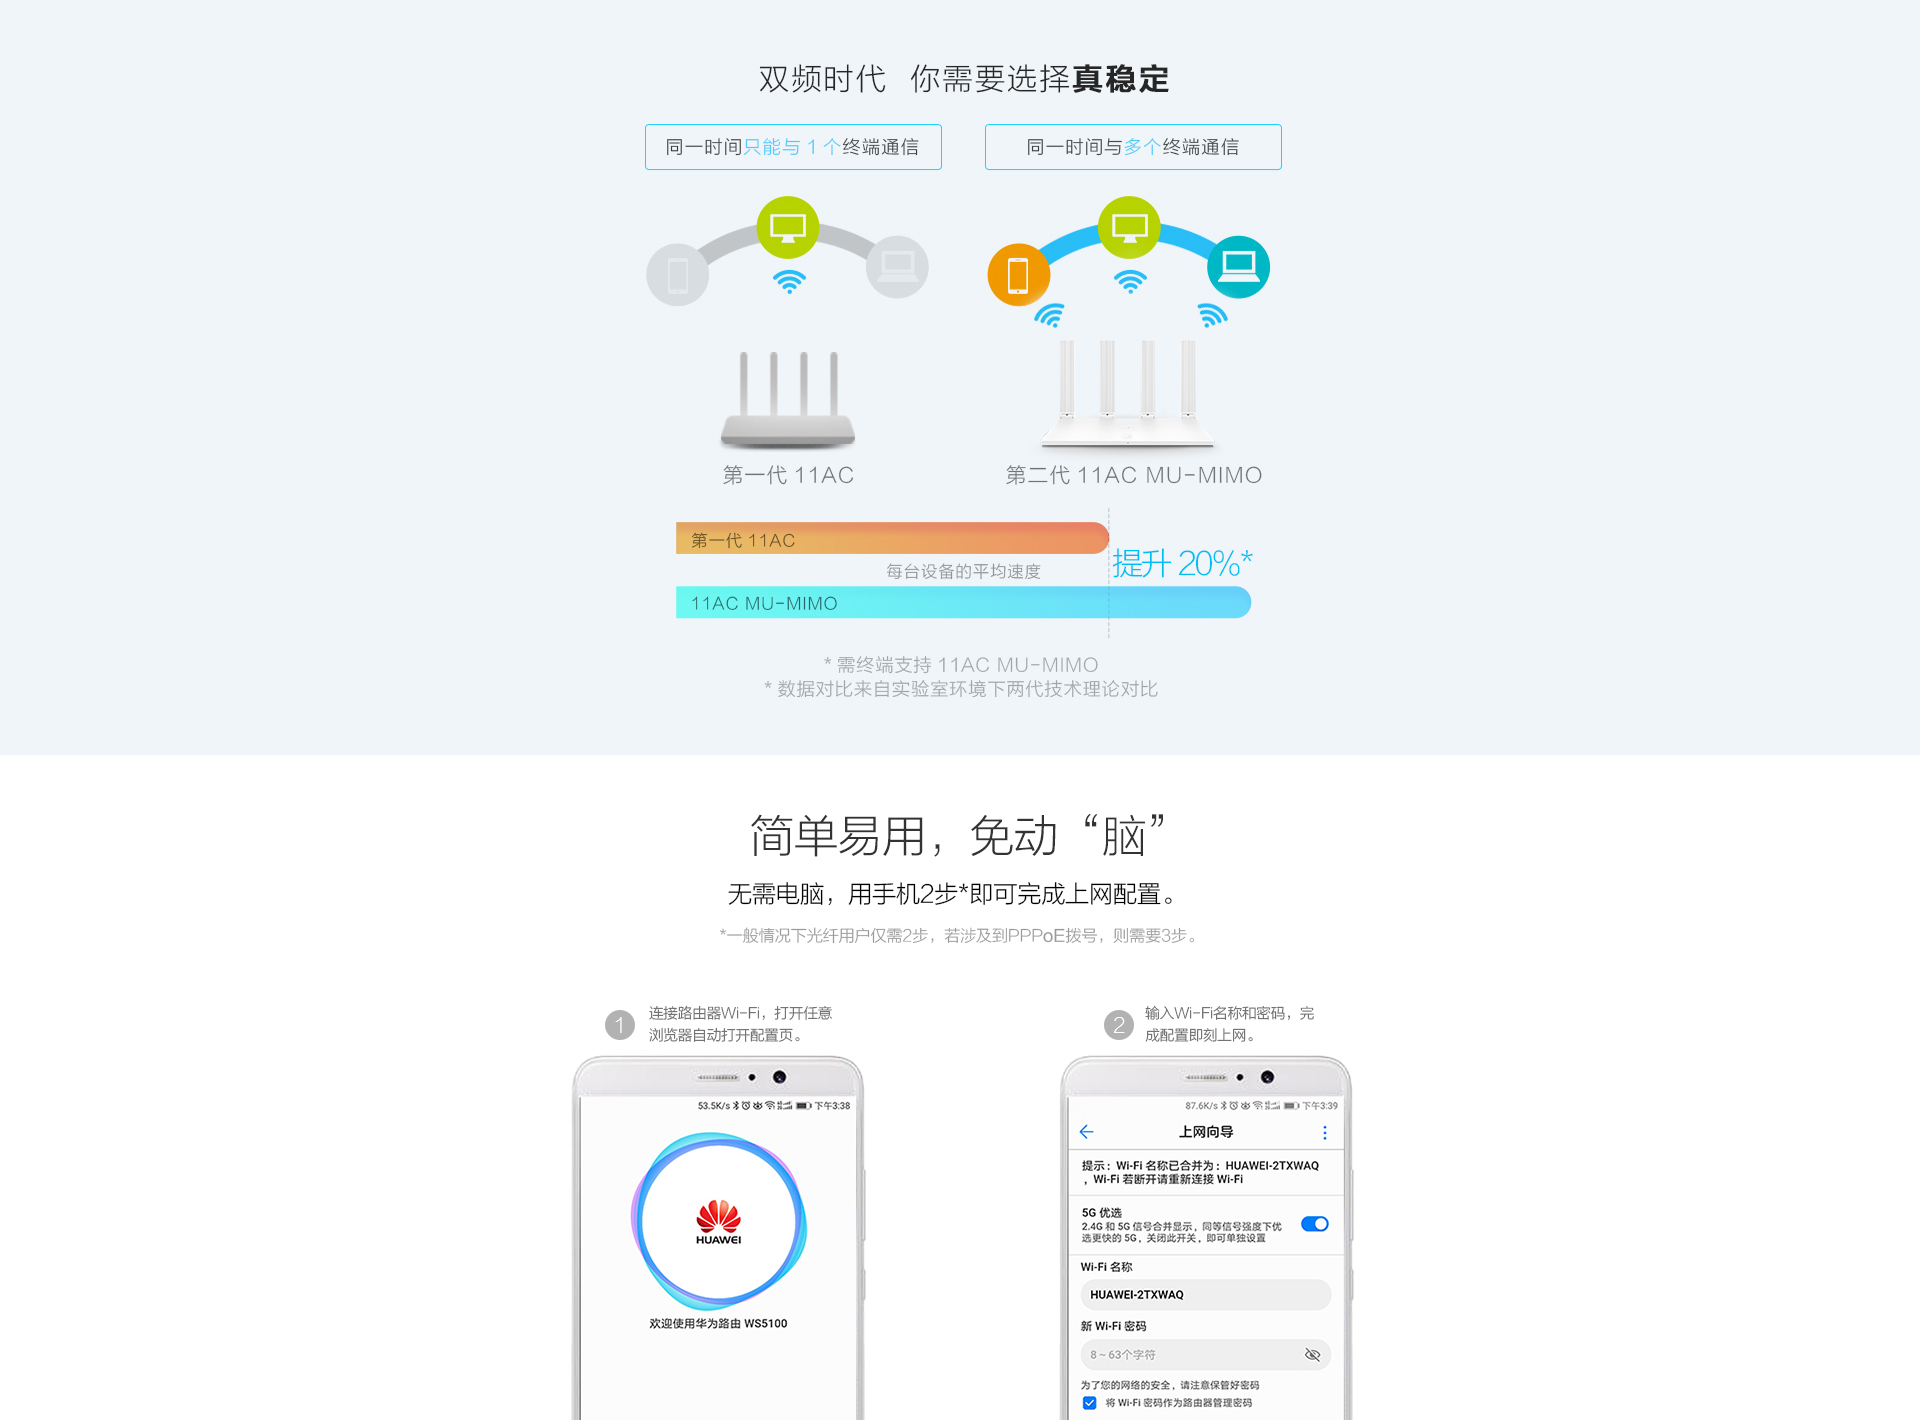 双频时代 你需要选择真稳定
同一时间只能与 1 个终端通信
同一时间与多个终端通信
第一代 11AC
第二代 11AC MU-MIMO
第一代 11AC
每台设备的平均速度
提升 20%*
11AC MU-MIMO
* 需终端支持 11AC MU-MIMO
* 数据对比来自实验室环境下两代技术理论对比
简单易用，免动“脑”
无需电脑，用手机2步*即可完成上网配置。
*一般情况下光纤用户仅需2步，若涉及到PPPoE拨号，则需要3步。
1
连接路由器Wi-Fi，打开任意
浏览器自动打开配置页。
53.5K/s 下午3:38
HUAWEI
欢迎使用华为路由 WS5100
2
输入Wi-Fi名称和密码，完
成配置即刻上网。
87.6K/s 下午3:39
上网向导
提示：Wi-Fi 名称已合并为：HUAWEI-2TXWAQ
，Wi-Fi 若断开请重新连接 Wi-Fi
5G 优选
2.4G 和 5G 信号合并显示，同等信号强度下优
选更快的 5G，关闭此开关，即可单独设置
Wi-Fi 名称
HUAWEI-2TXWAQ
新 Wi-Fi 密码
8 ~ 63个字符
为了您的网络的安全，请注意保管好密码
将 Wi-Fi 密码作为路由器管理密码